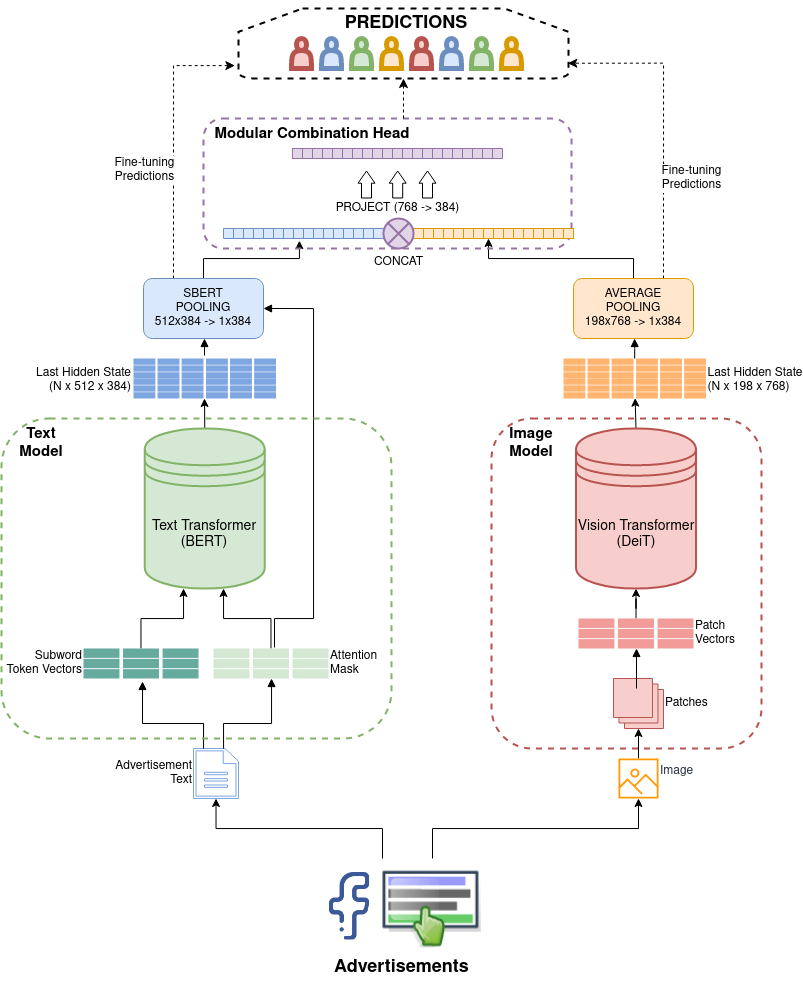 PREDICTIONS
Modular Combination Head
Fine-tuning
Predictions
Fine-tuning
Predictions
PROJECT (768 -> 384)
CONCAT
SBERT
POOLING
512x384 -> 1x384
AVERAGE
POOLING
198x768 -> 1x384
Last Hidden State
(N x 512 x 384)
Last Hidden State
(N x 198 x 768)
Text
Model
Image
Model
Text Transformer
(BERT)
Vision Transformer
(DeiT)
Subword
Token Vectors
Attention
Mask
Patch
Vectors
Patches
Advertisement
Text
Image
Advertisements